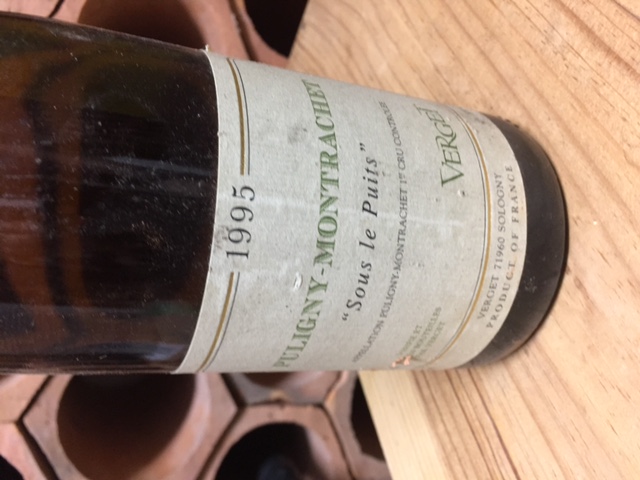 1995
PULIGNY-MONTRACHET
"Sous le Puits"
APPELLATION PULIGNY-MONTRACHET 1er CRU CONTRÔLÉE
VERGET
VERGET 71960 SOLOGNY
PRODUCT OF FRANCE